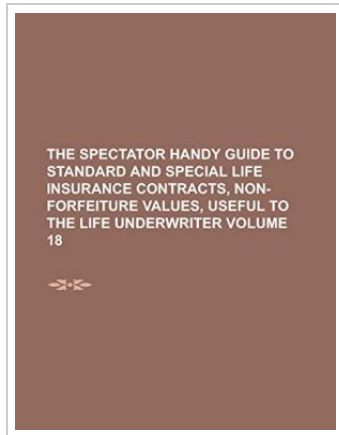 THE SPECTATOR HANDY GUIDE TO
STANDARD AND SPECIAL LIFE
INSURANCE CONTRACTS, NON-
FORFEITURE VALUES, USEFUL TO
THE LIFE UNDERWRITER VOLUME
18